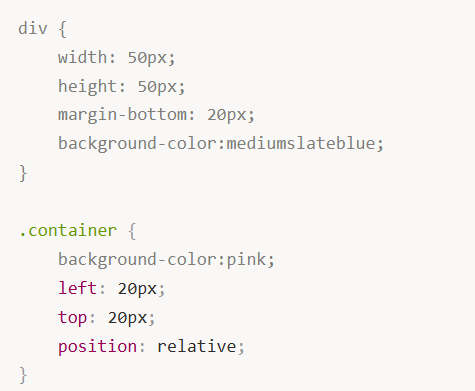 div {
    width: 50px;
    height: 50px;
    margin-bottom: 20px;
    background-color:mediumslateblue;
}

.container {
    background-color:pink;
    left: 20px;
    top: 20px;
    position: relative;
}